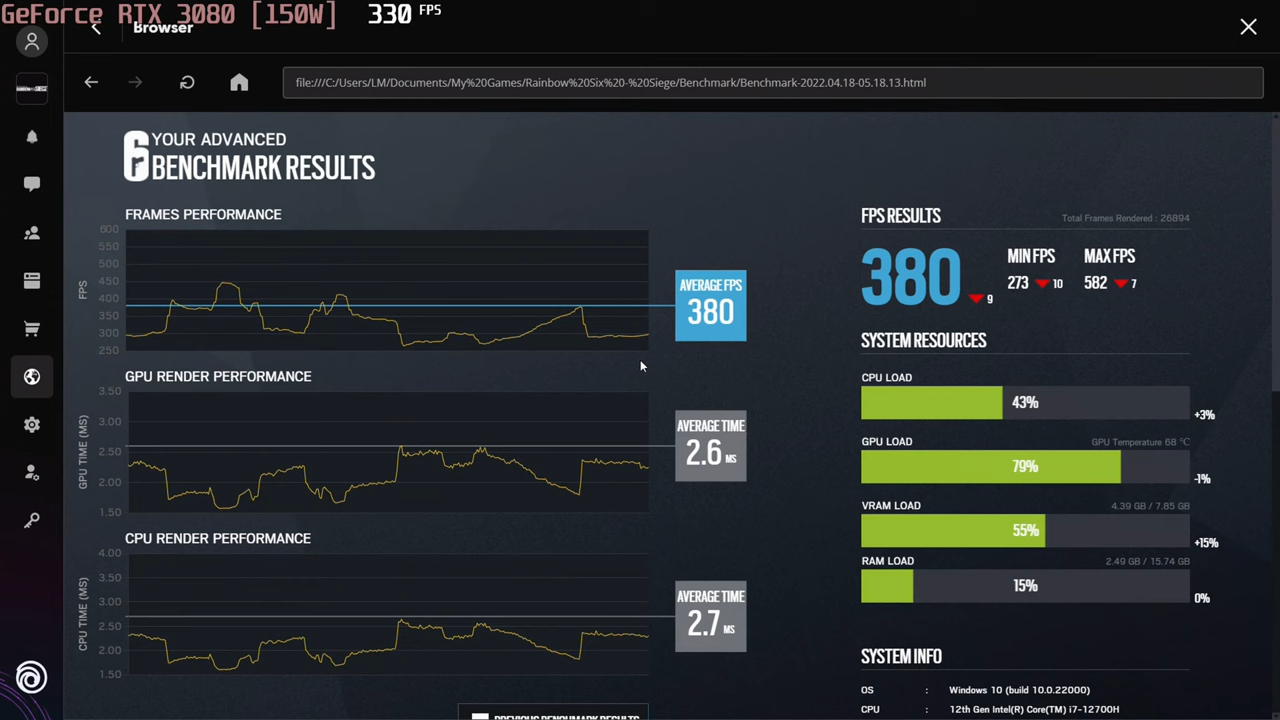 GeForce RTX 3080 [150W] 330 FPS
Browser
file:///C:/Users/LM/Documents/My%20Games/Rainbow%20Six%20-%20Siege/Benchmark/Benchmark-2022.04.18-05.18.13.html
YOUR ADVANCED
BENCHMARK RESULTS
FRAMES PERFORMANCE
FPS
600
550
500
450
400
350
300
250
AVERAGE FPS
380
GPU RENDER PERFORMANCE
GPU TIME (MS)
3.50
3.00
2.50
2.00
1.50
AVERAGE TIME
2.6 MS
CPU RENDER PERFORMANCE
CPU TIME (MS)
4.00
3.50
3.00
2.50
2.00
1.50
AVERAGE TIME
2.7 MS
PREVIOUS BENCHMARK RESULTS
FPS RESULTS
Total Frames Rendered : 26894
380 9
MIN FPS
273 10
MAX FPS
582 7
SYSTEM RESOURCES
CPU LOAD
43%
+3%
GPU LOAD
GPU Temperature 68 °C
79%
-1%
VRAM LOAD
4.39 GB / 7.85 GB
55%
+15%
RAM LOAD
2.49 GB / 15.74 GB
15%
0%
SYSTEM INFO
OS : Windows 10 (build 10.0.22000)
CPU : 12th Gen Intel(R) Core(TM) i7-12700H